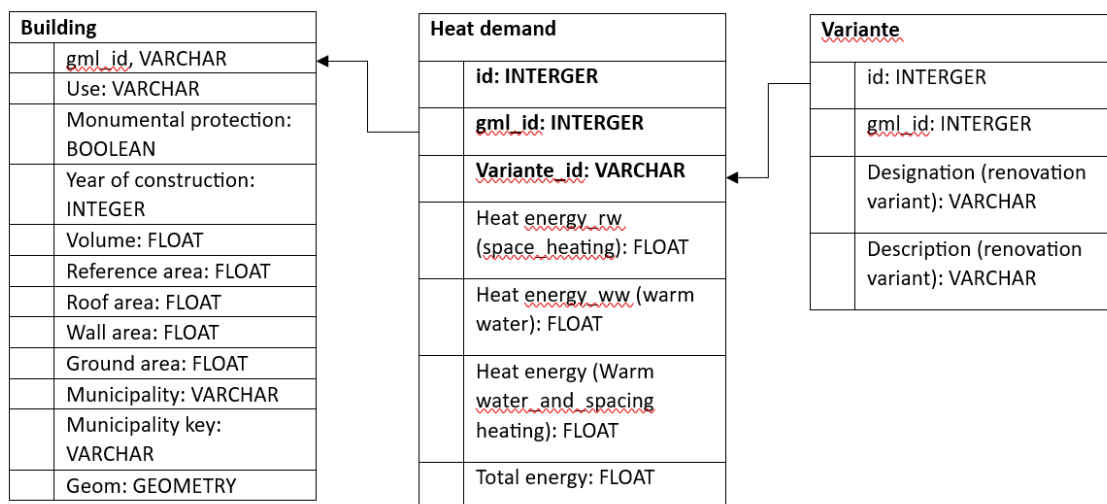 Building
gml_id, VARCHAR
Use: VARCHAR
Monumental protection:
BOOLEAN
Year of construction:
INTEGER
Volume: FLOAT
Reference area: FLOAT
Roof area: FLOAT
Wall area: FLOAT
Ground area: FLOAT
Municipality: VARCHAR
Municipality key:
VARCHAR
Geom: GEOMETRY
Heat demand
id: INTERGER
gml_id: INTERGER
Variante_id: VARCHAR
Heat energy_rw
(space_heating): FLOAT
Heat energy_ww (warm
water): FLOAT
Heat energy (Warm
water_and_spacing
heating): FLOAT
Total energy: FLOAT
Variante
id: INTERGER
gml_id: INTERGER
Designation (renovation
variant): VARCHAR
Description (renovation
variant): VARCHAR